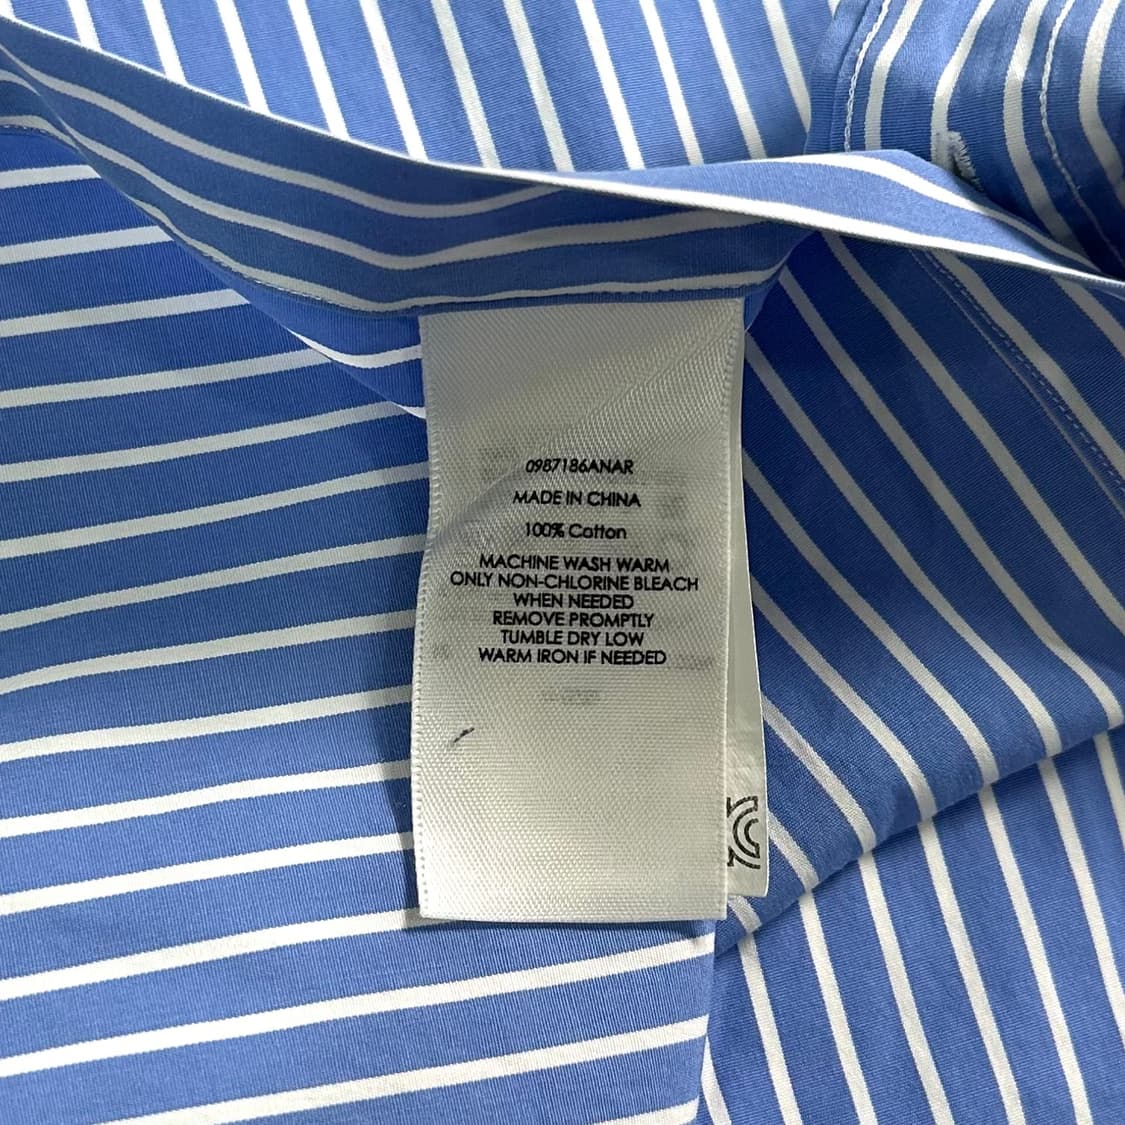 0987186ANAR
MADE IN CHINA
100% Cotton
MACHINE WASH WARM
ONLY NON-CHLORINE BLEACH
WHEN NEEDED
REMOVE PROMPTLY
TUMBLE DRY LOW
WARM IRON IF NEEDED